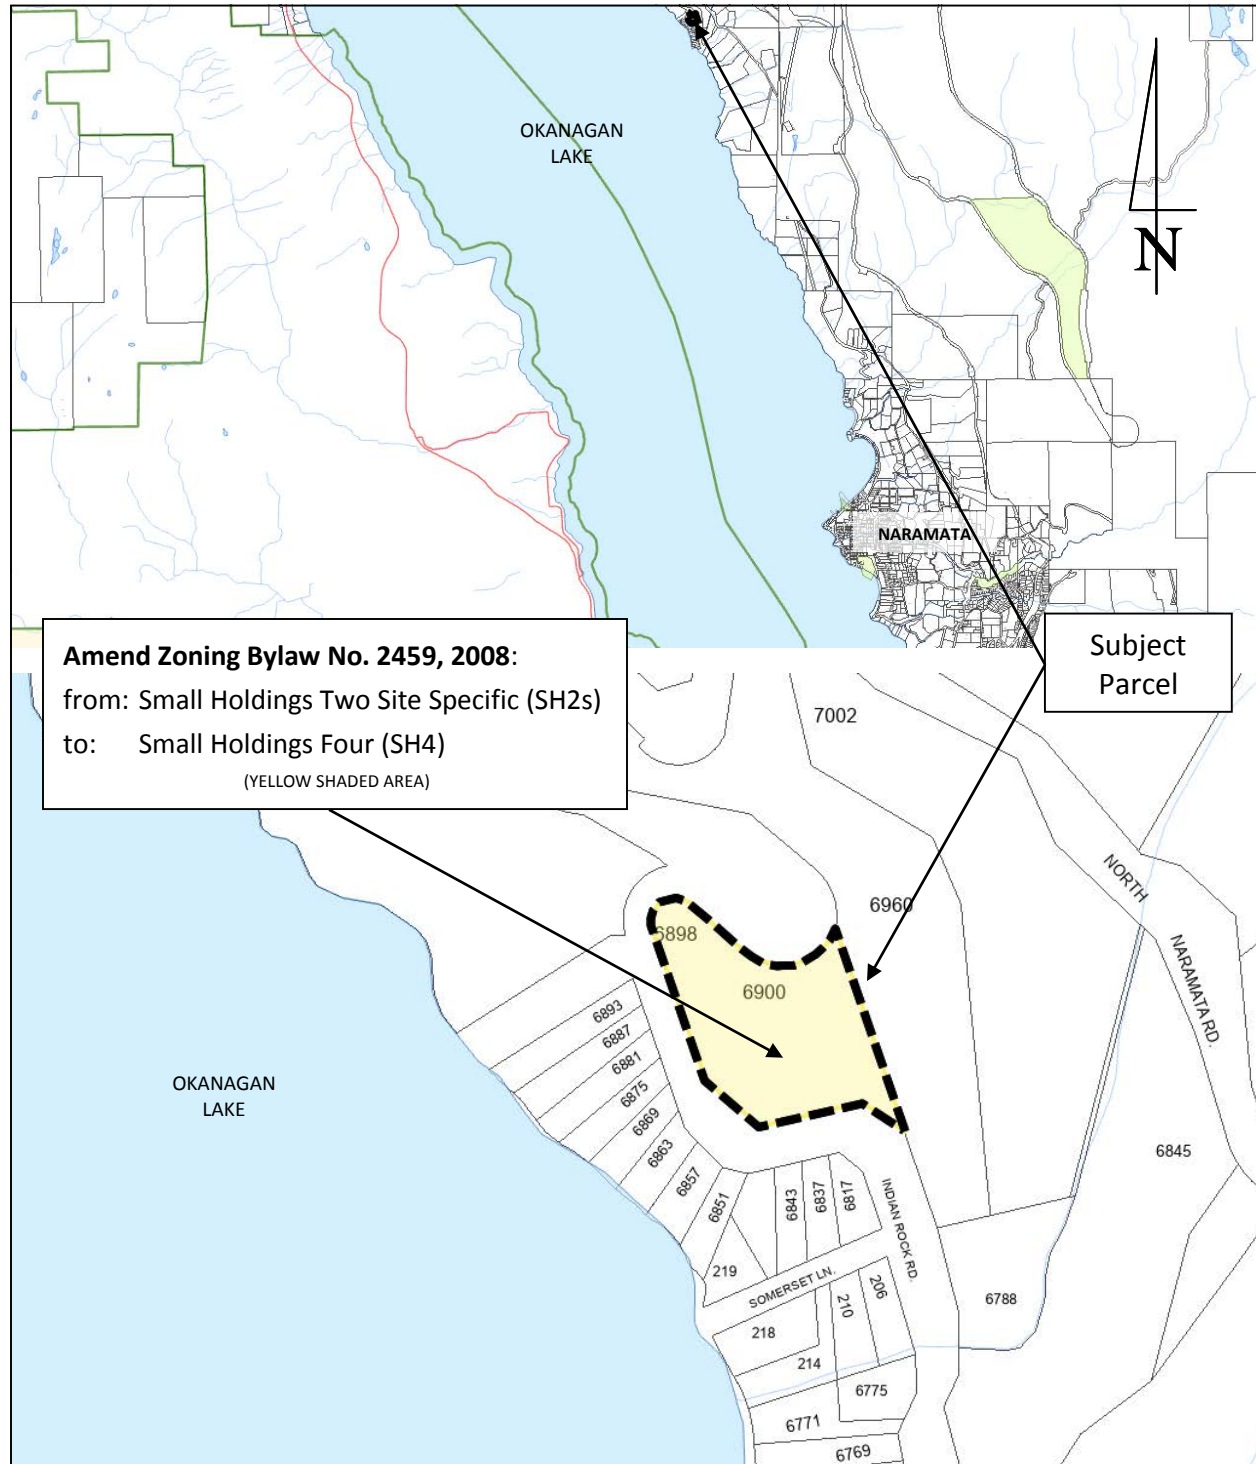 OKANAGAN
LAKE
N
NARAMATA
Amend Zoning Bylaw No. 2459, 2008:
from: Small Holdings Two Site Specific (SH2s)
to: Small Holdings Four (SH4)
(YELLOW SHADED AREA)
Subject
Parcel
7002
NORTH
NARAMATA RD.
6960
6898
6900
6893
6887
6881
6875
6869
6863
6857
6851
6843
6837
6817
INDIAN ROCK RD.
6845
OKANAGAN
LAKE
219
SOMERSET LN.
206
210
218
214
6788
6775
6771
6769